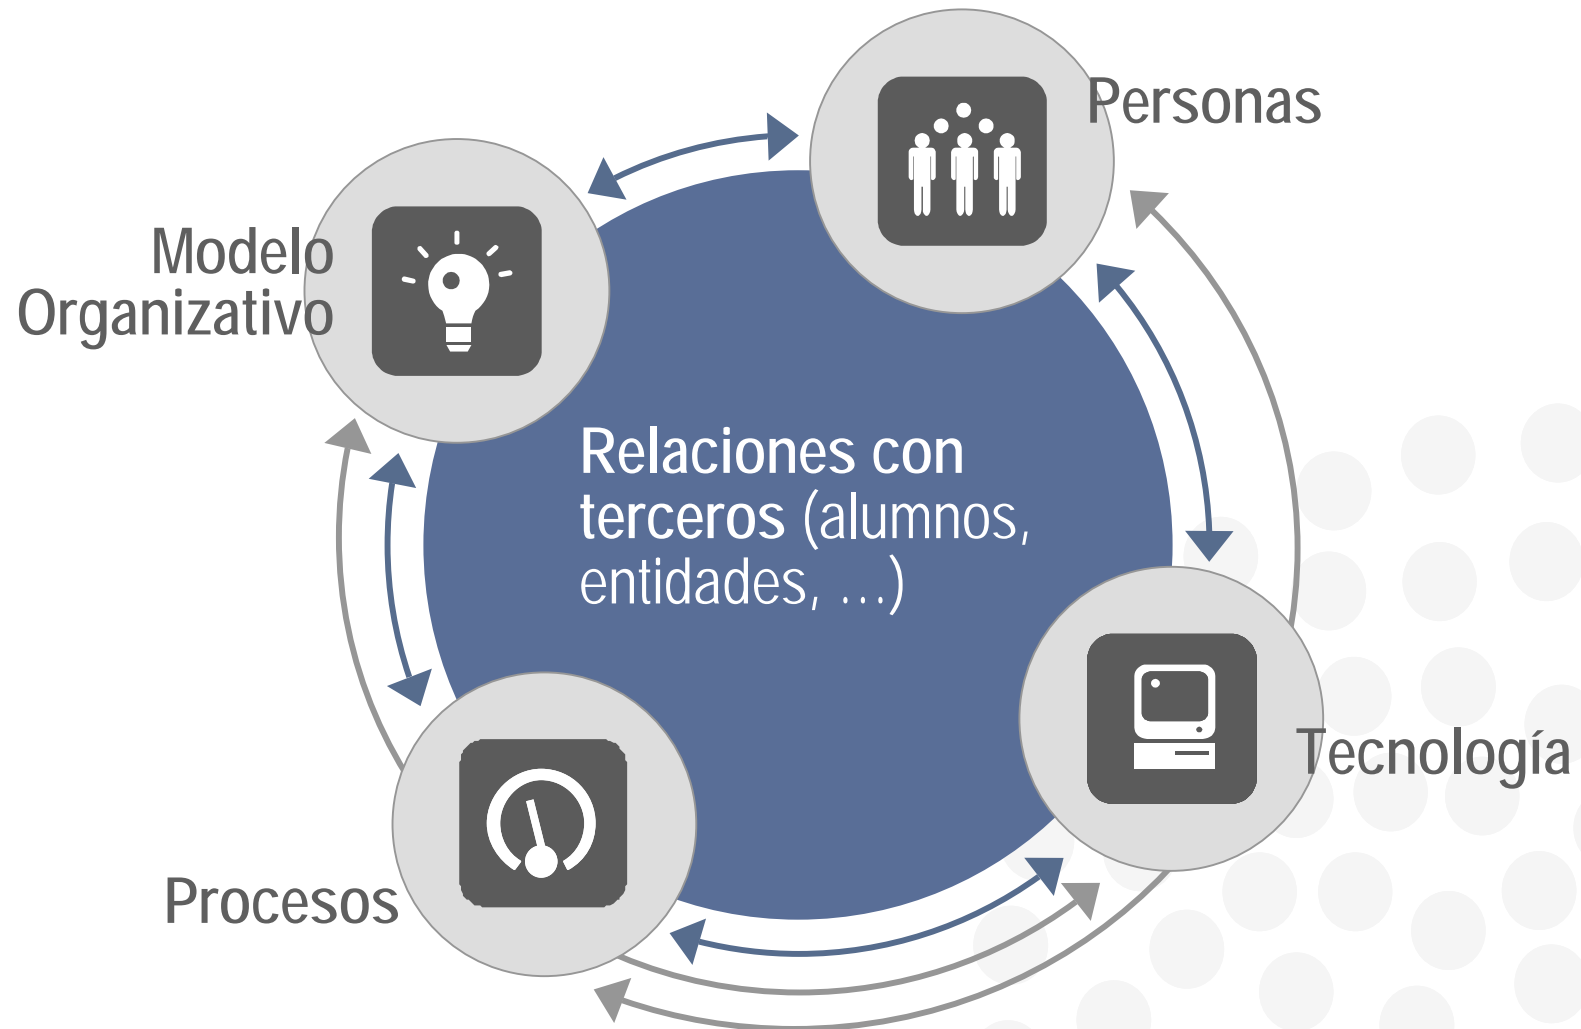 Personas
Modelo
Organizativo
Relaciones con
terceros (alumnos,
entidades, …)
Tecnología
Procesos